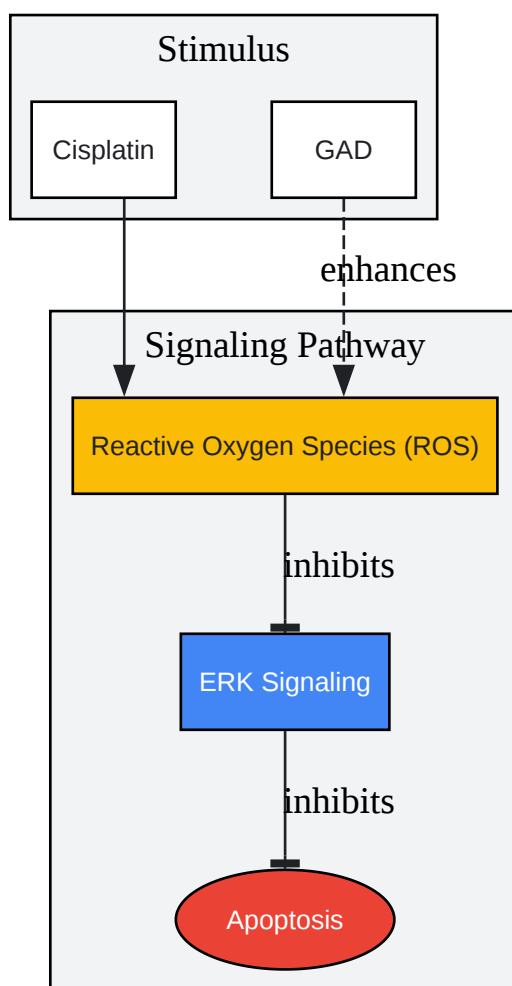 Stimulus
Cisplatin
GAD
enhances
Signaling Pathway
Reactive Oxygen Species (ROS)
inhibits
ERK Signaling
inhibits
Apoptosis